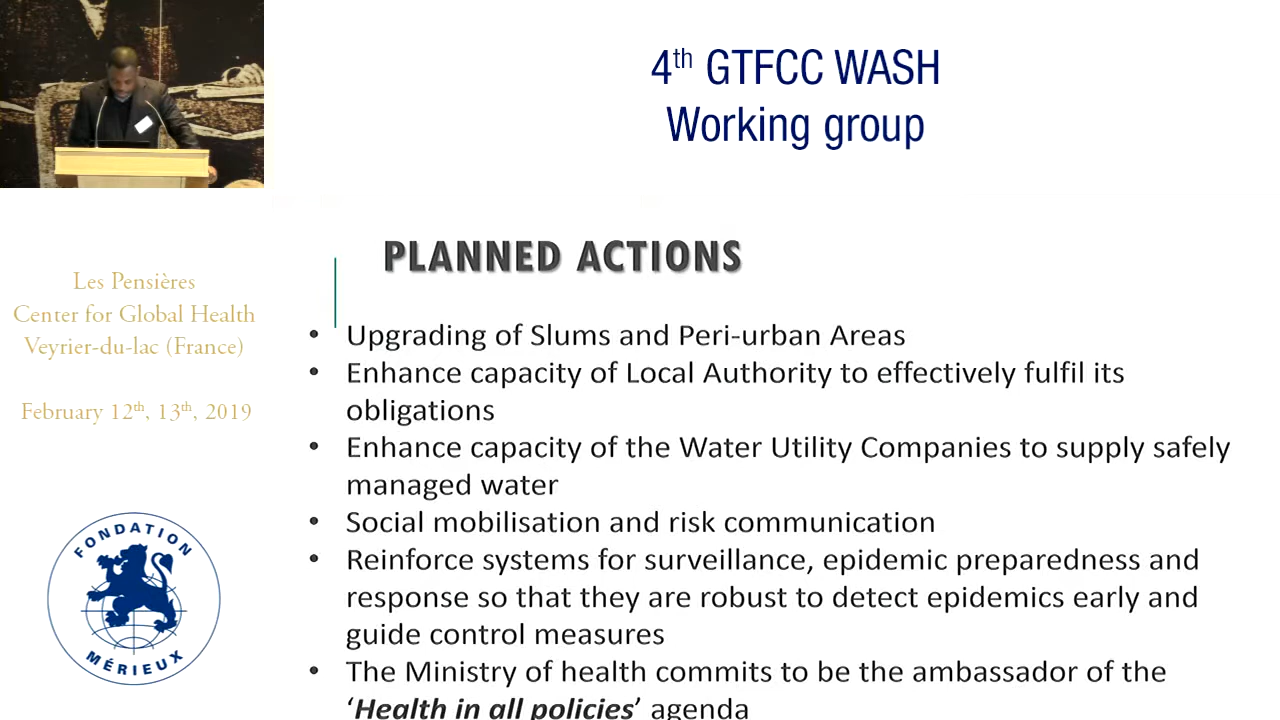 4th GTFCC WASH
Working group
PLANNED ACTIONS
Les Pensières
Center for Global Health
Veyrier-du-lac (France)
February 12th, 13th, 2019
• Upgrading of Slums and Peri-urban Areas
• Enhance capacity of Local Authority to effectively fulfil its
obligations
• Enhance capacity of the Water Utility Companies to supply safely
managed water
• Social mobilisation and risk communication
• Reinforce systems for surveillance, epidemic preparedness and
response so that they are robust to detect epidemics early and
guide control measures
• The Ministry of health commits to be the ambassador of the
‘Health in all policies’ agenda
FONDATION
MÉRIEUX